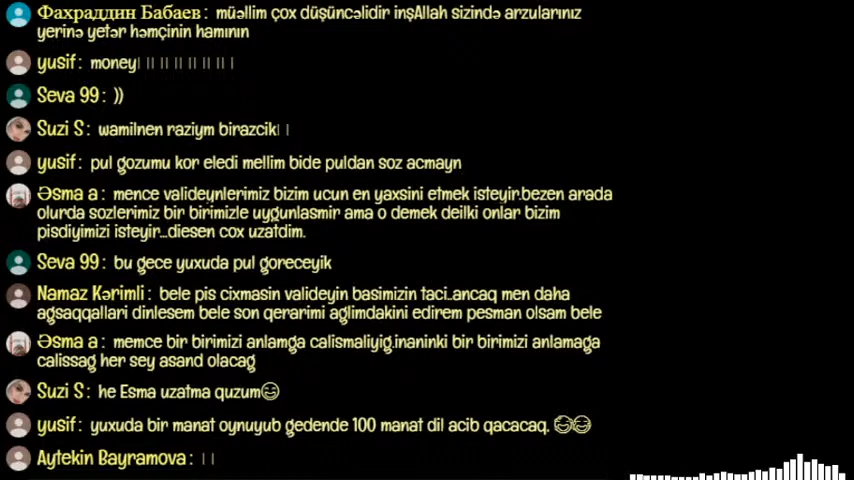 Фахраддин Бабаев: müəllim çox düşüncəlidir inşAllah sizində arzularınız
yerinə yetər həmçinin hamının
yusif: money
Seva 99: ))
Suzi S: wamilnen raziym birazcik
yusif: pul gozumu kor eledi mellim bide puldan soz acmayn
Əsma a: mence valideynlerimiz bizim ucun en yaxsini etmek isteyir.bezen arada
olurda sozlerimiz bir birimizle uygunlasmir ama o demek deilki onlar bizim
pisdiyimizi isteyir...diesen cox uzatdim.
Seva 99: bu gece yuxuda pul goreceyik
Namaz Kərimli: bele pis cixmasin valideyin basimizin taci..ancaq men daha
agsaqqallari dinlesem bele son qerarimi aglimdakini edirem pesman olsam bele
Əsma a: memce bir birimizi anlamga calismaliyig.inaninki bir birimizi anlamaga
calissag her sey asand olacag
Suzi S: he Esma uzatma quzum😄
yusif: yuxuda bir manat oynuyub gedende 100 manat dil acib qacacaq. 😅😄
Aytekin Bayramova: